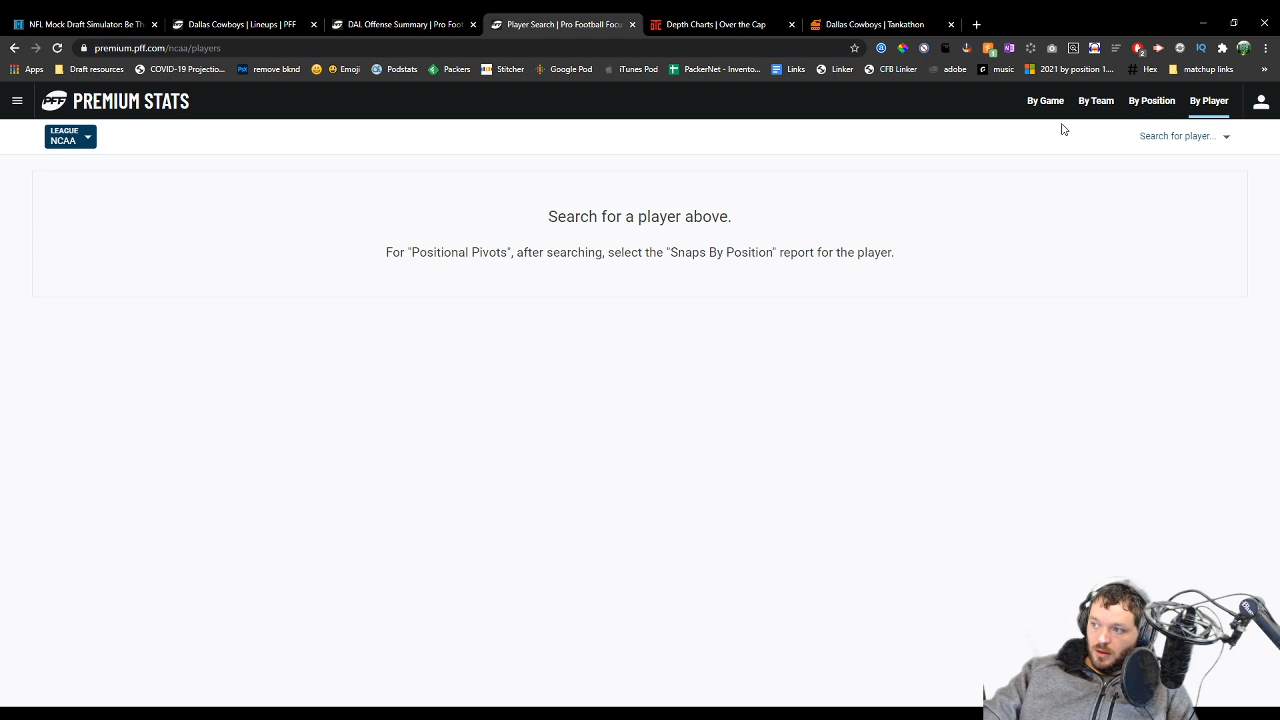 NFL Mock Draft Simulator: Be Th
Dallas Cowboys | Lineups | PFF
DAL Offense Summary | Pro Foot
Player Search | Pro Football Focu
Depth Charts | Over the Cap
Dallas Cowboys | Tankathon
premium.pff.com/ncaa/players
Apps
Draft resources
COVID-19 Projectio...
remove blind
Emoji
Podstats
Packers
Stitcher
Google Pod
iTunes Pod
PackerNet - Invento...
Links
Linker
CFB Linker
adobe
music
2021 by position 1....
Hex
matchup links
PFF PREMIUM STATS
By Game
By Team
By Position
By Player
LEAGUE
NCAA
Search for player...
Search for a player above.
For "Positional Pivots", after searching, select the "Snaps By Position" report for the player.